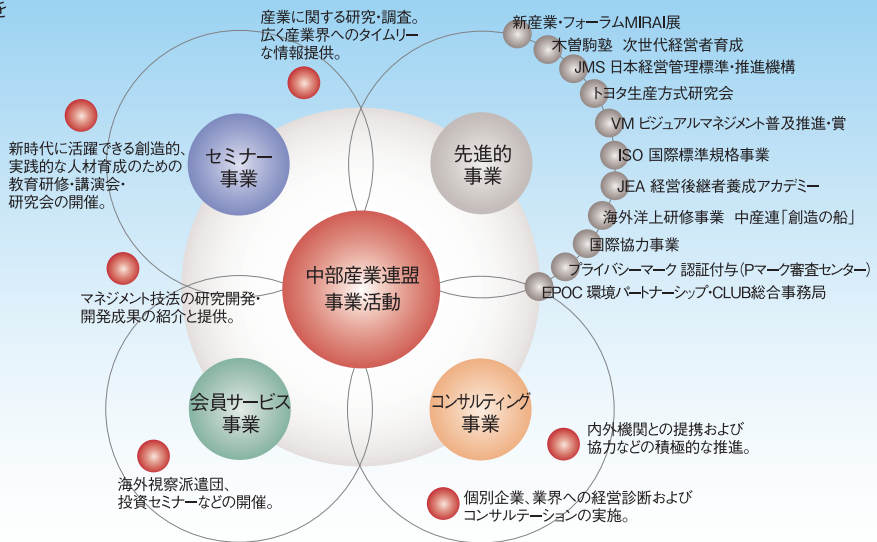 を
産業に関する研究・調査。
広く産業界へのタイムリー
な情報提供。
新産業・フォーラムMIRAI展
木曽駒塾 次世代経営者育成
JMS 日本経営管理標準・推進機構
トヨタ生産方式研究会
VM ビジュアルマネジメント普及推進・賞
ISO 国際標準規格事業
JEA 経営後継者養成アカデミー
海外洋上研修事業 中産連「創造の船」
国際協力事業
プライバシーマーク 認証付与(Pマーク審査センター)
EPOC 環境パートナーシップ・CLUB総合事務局
新時代に活躍できる創造的、
実践的な人材育成のための
教育研修・講演会・
研究会の開催。
セミナー
事業
先進的
事業
中部産業連盟
事業活動
マネジメント技法の研究開発・
開発成果の紹介と提供。
会員サービス
事業
コンサルティング
事業
内外機関との提携および
協力などの積極的な推進。
海外視察派遣団、
投資セミナーなどの開催。
個別企業、業界への経営診断および
コンサルテーションの実施。